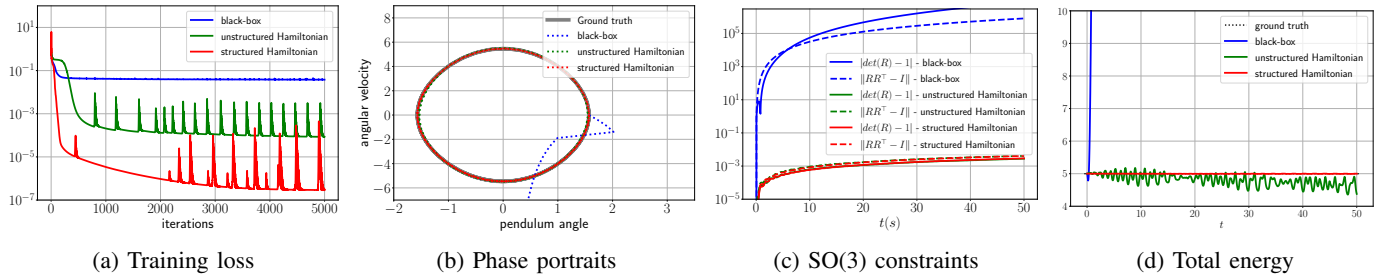 black-box
unstructured Hamiltonian
structured Hamiltonian
10¹
10⁻¹
10⁻³
10⁻⁵
10⁻⁷
0 1000 2000 3000 4000 5000
iterations
(a) Training loss
Ground truth
black-box
unstructured Hamiltonian
structured Hamiltonian
angular velocity
8
6
4
2
0
−2
−4
−6
−2 −1 0 1 2 3
pendulum angle
(b) Phase portraits
|det(R) − 1| - black-box
∥RR⊤ − I∥ - black-box
|det(R) − 1| - unstructured Hamiltonian
∥RR⊤ − I∥ - unstructured Hamiltonian
|det(R) − 1| - structured Hamiltonian
∥RR⊤ − I∥ - structured Hamiltonian
10⁵
10³
10¹
10⁻¹
10⁻³
10⁻⁵
0 10 20 30 40 50
t(s)
(c) SO(3) constraints
ground truth
black-box
unstructured Hamiltonian
structured Hamiltonian
10
9
8
7
6
5
4
0 10 20 30 40 50
t
(d) Total energy